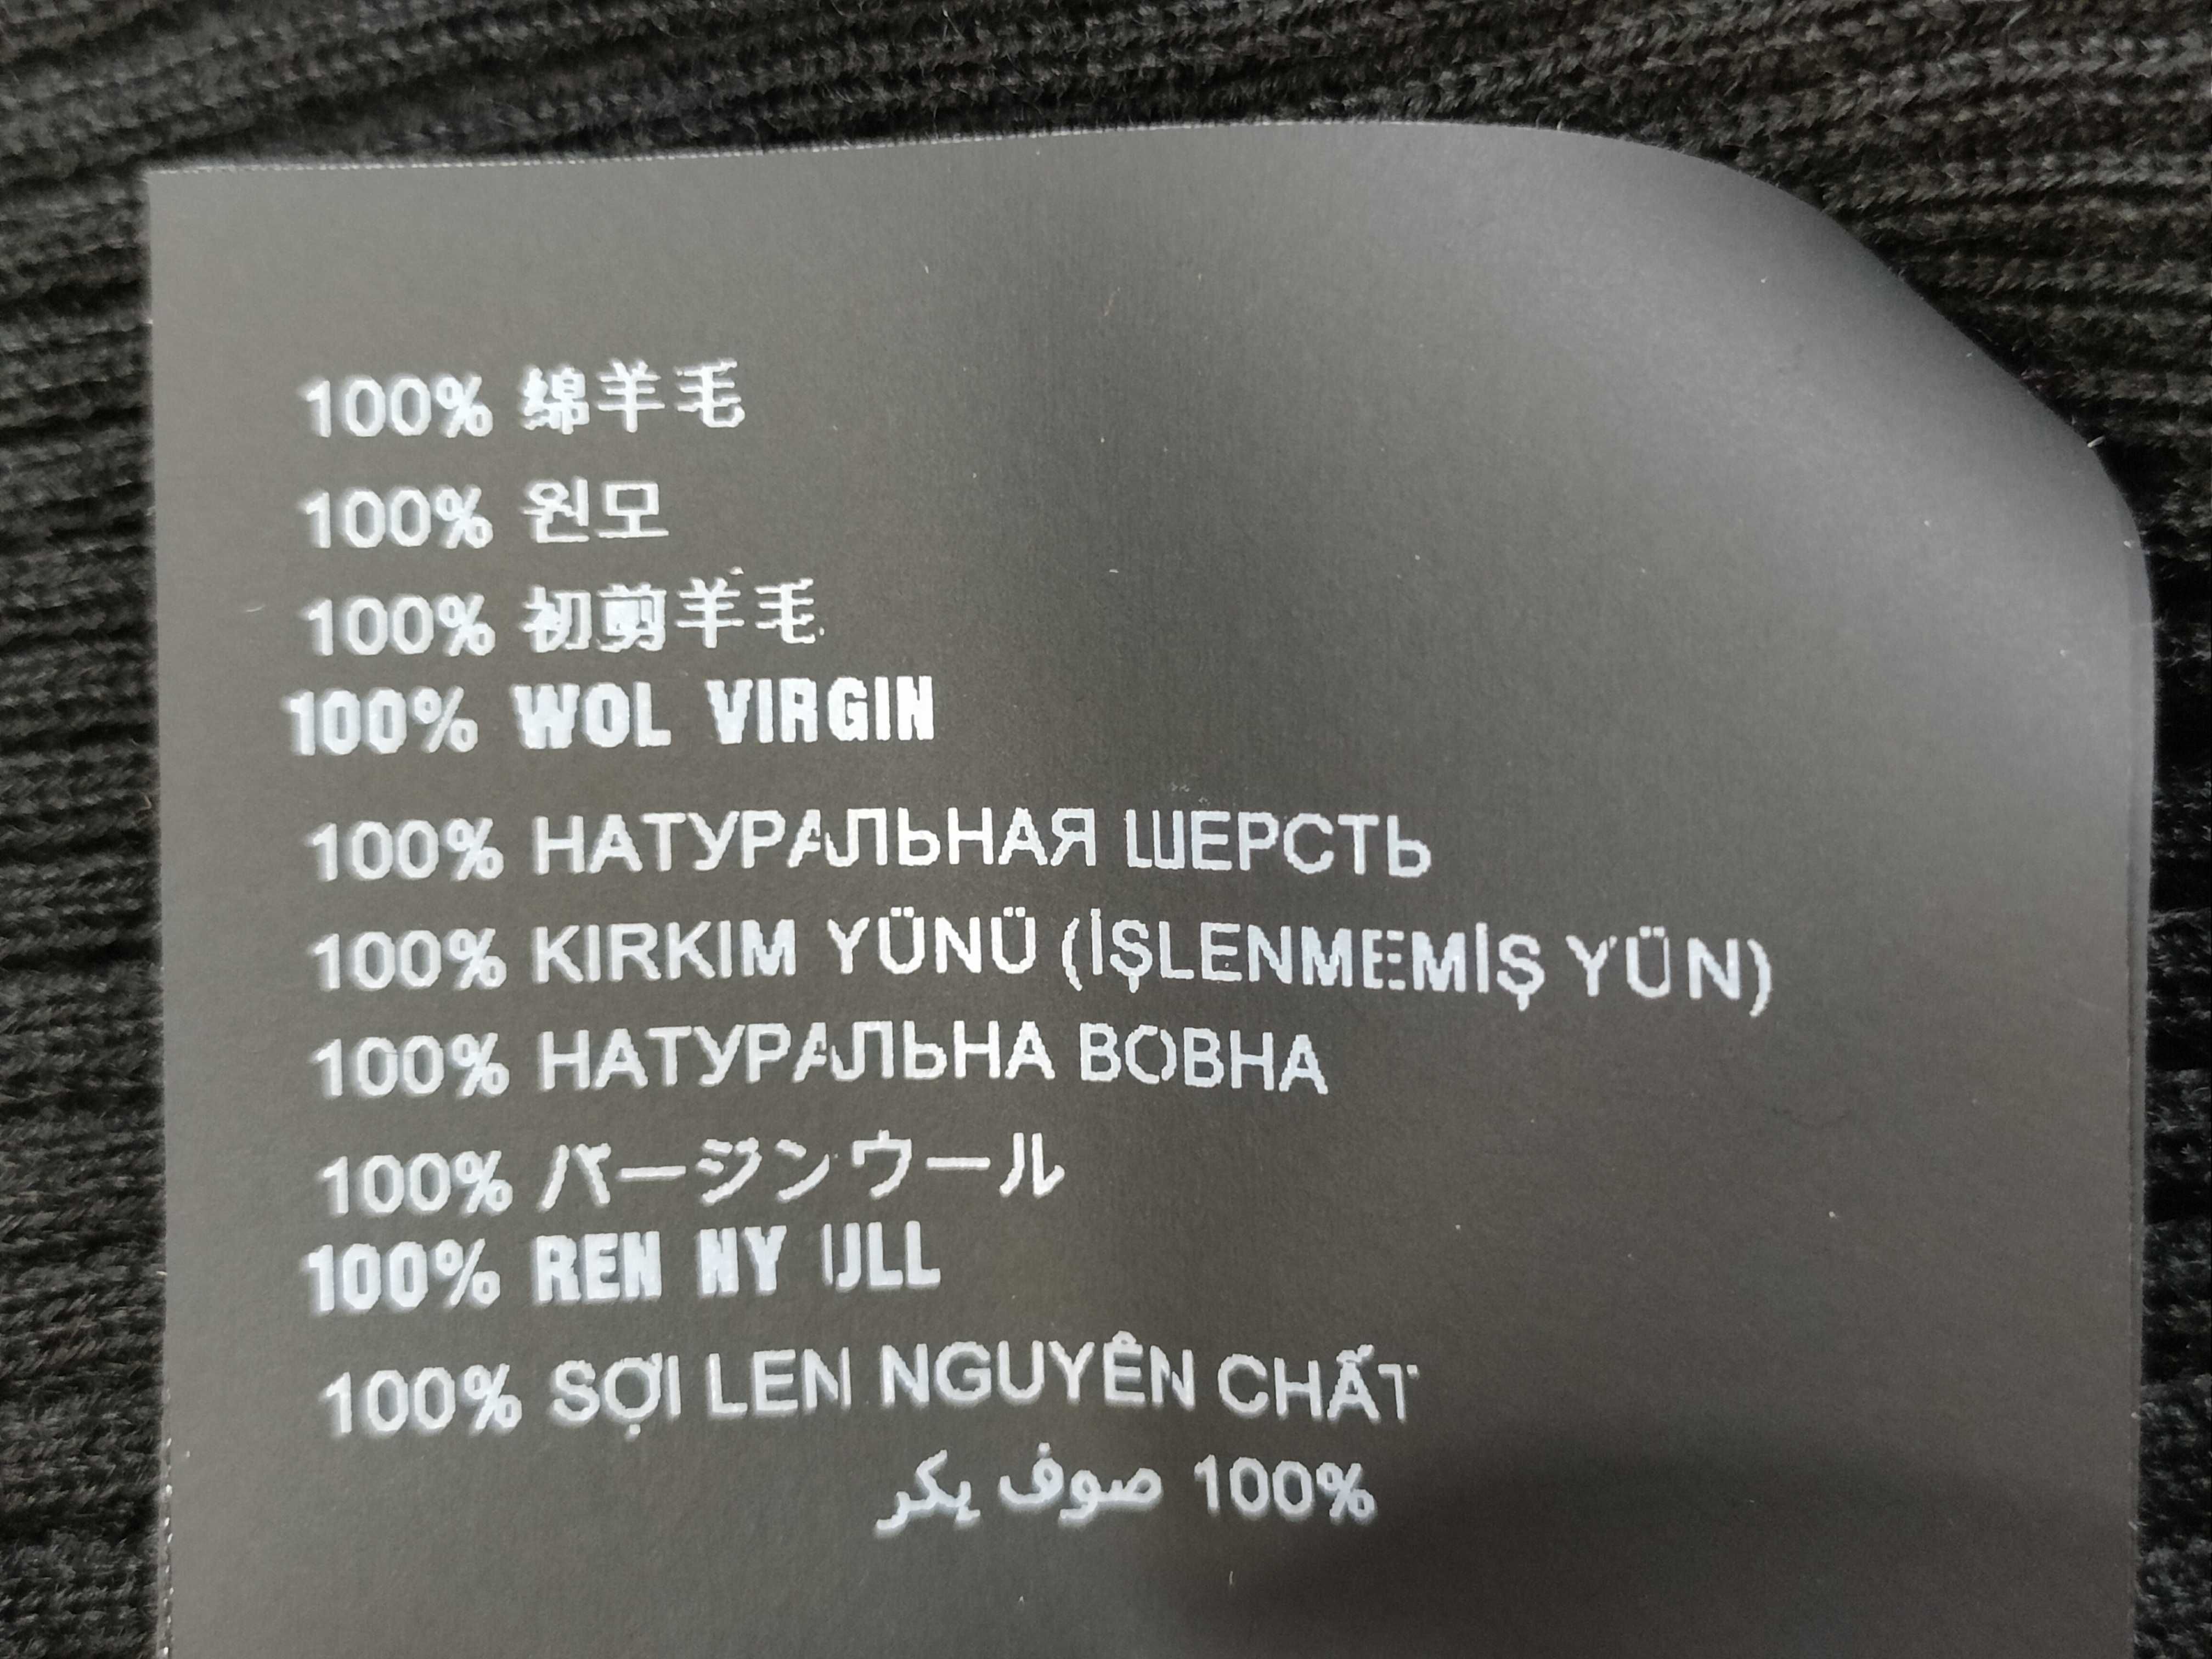 100% 绵羊毛
100% 원모
100% 初剪羊毛
100% WOL VIRGIN
100% НАТУРАЛЬНАЯ ШЕРСТЬ
100% KIRKIM YÜNÜ (İŞLENMEMİŞ YÜN)
100% НАТУРАЛЬНА ВОВНА
100% バージンウール
100% REN NY ULL
100% SỢI LEN NGUYÊN CHẤT
100% صوف يكر